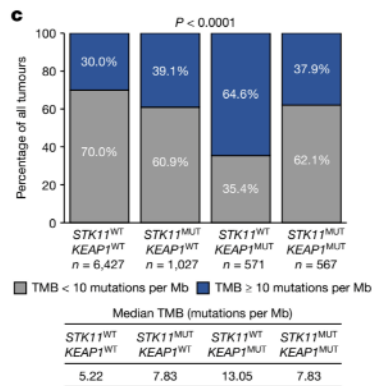 c
P < 0.0001
Percentage of all tumours
100
80
60
40
20
0
30.0%
39.1%
64.6%
37.9%
70.0%
60.9%
35.4%
62.1%
STK11WT STK11MUT STK11WT STK11MUT
KEAP1WT KEAP1WT KEAP1MUT KEAP1MUT
n = 6,427 n = 1,027 n = 571 n = 567
TMB < 10 mutations per Mb TMB ≥ 10 mutations per Mb
Median TMB (mutations per Mb)
STK11WT STK11MUT STK11WT STK11MUT
KEAP1WT KEAP1WT KEAP1MUT KEAP1MUT
5.22 7.83 13.05 7.83